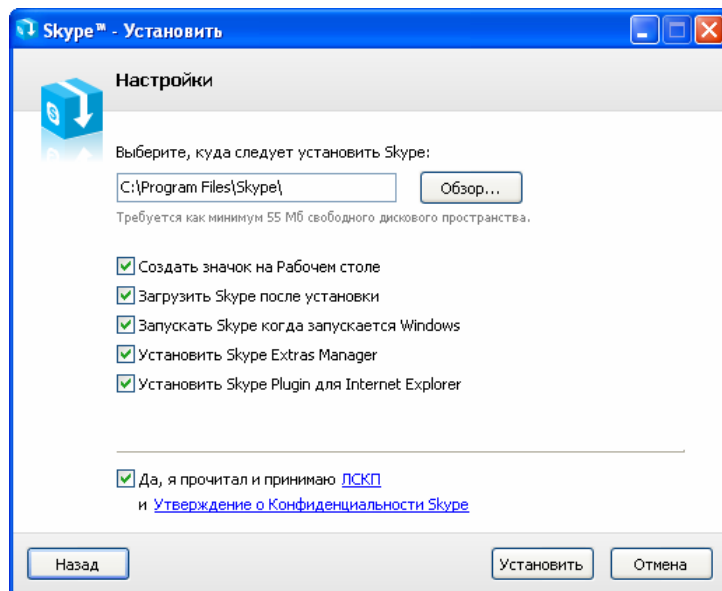 Skype™ - Установить
Настройки
Выберите, куда следует установить Skype:
C:\Program Files\Skype\
Обзор...
Требуется как минимум 55 Мб свободного дискового пространства.
Создать значок на Рабочем столе
Загрузить Skype после установки
Запускать Skype когда запускается Windows
Установить Skype Extras Manager
Установить Skype Plugin для Internet Explorer
Да, я прочитал и принимаю ЛСКП
и Утверждение о Конфиденциальности Skype
Назад
Установить
Отмена